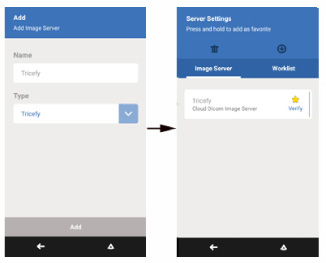 Add
Add Image Server
Name
Tricefy
Type
Tricefy
Add
Server Settings
Press and hold to add as favorite
Image Server Worklist
Tricefy
Cloud Dicom Image Server
Verify